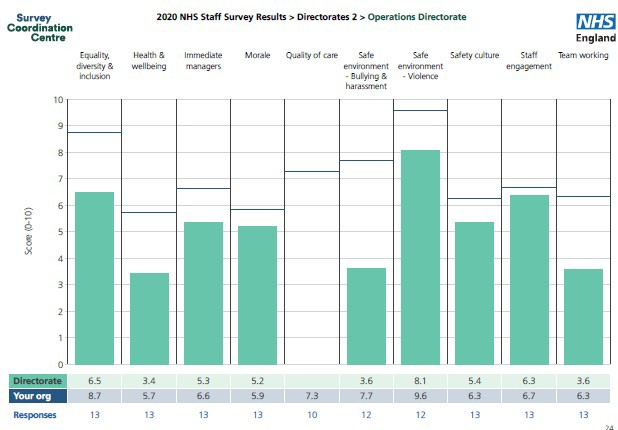 Survey
Coordination
Centre
2020 NHS Staff Survey Results > Directorates 2 > Operations Directorate
NHS
England
Equality, diversity & inclusion
Health & wellbeing
Immediate managers
Morale
Quality of care
Safe environment - Bullying & harassment
Safe environment - Violence
Safety culture
Staff engagement
Team working
Score (0-10)
10
9
8
7
6
5
4
3
2
1
0
Directorate 6.5 3.4 5.3 5.2 3.6 8.1 5.4 6.3 3.6
Your org 8.7 5.7 6.6 5.9 7.3 7.7 9.6 6.3 6.7 6.3
Responses 13 13 13 13 10 12 12 13 13 13
24